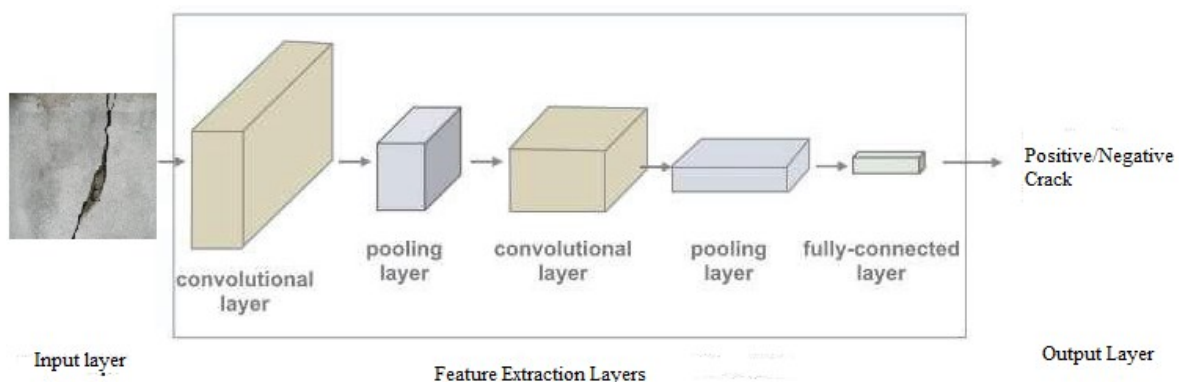 convolutional
layer
pooling
layer
convolutional
layer
pooling
layer
fully-connected
layer
Positive/Negative
Crack
Input layer
Feature Extraction Layers
Output Layer